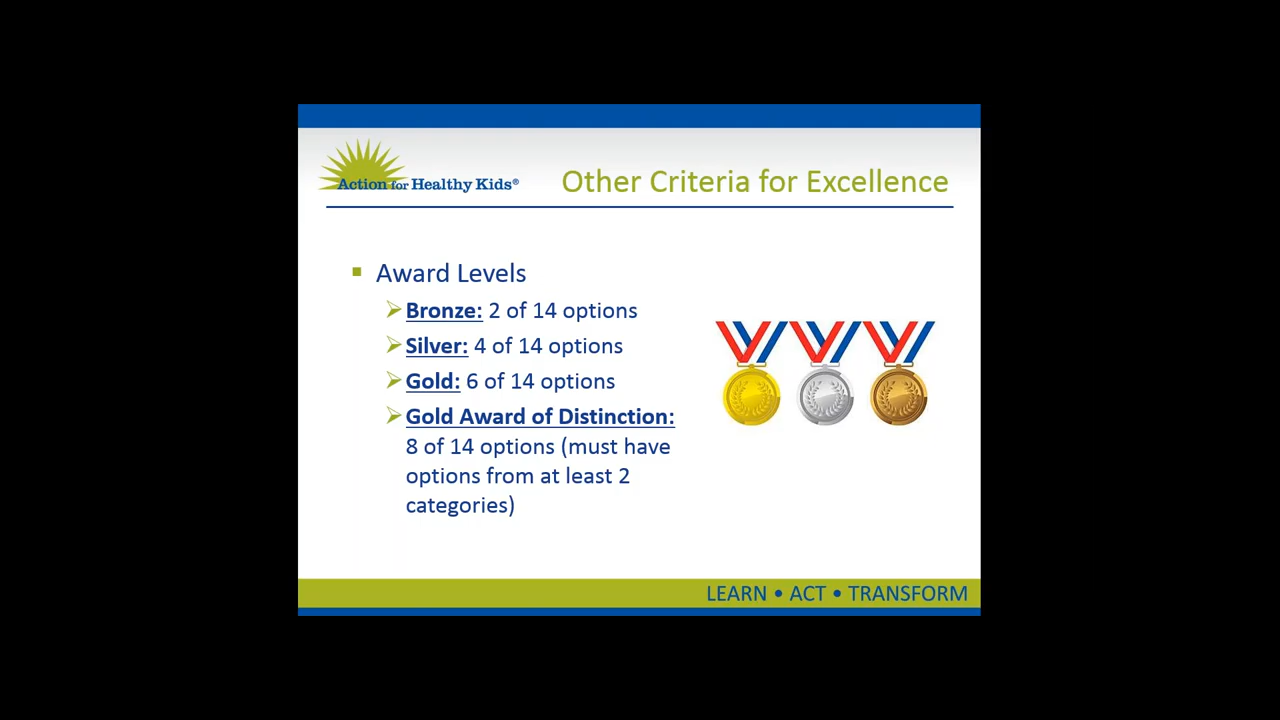 Action for Healthy Kids®
Other Criteria for Excellence
Award Levels
Bronze: 2 of 14 options
Silver: 4 of 14 options
Gold: 6 of 14 options
Gold Award of Distinction:
8 of 14 options (must have
options from at least 2
categories)
LEARN • ACT • TRANSFORM